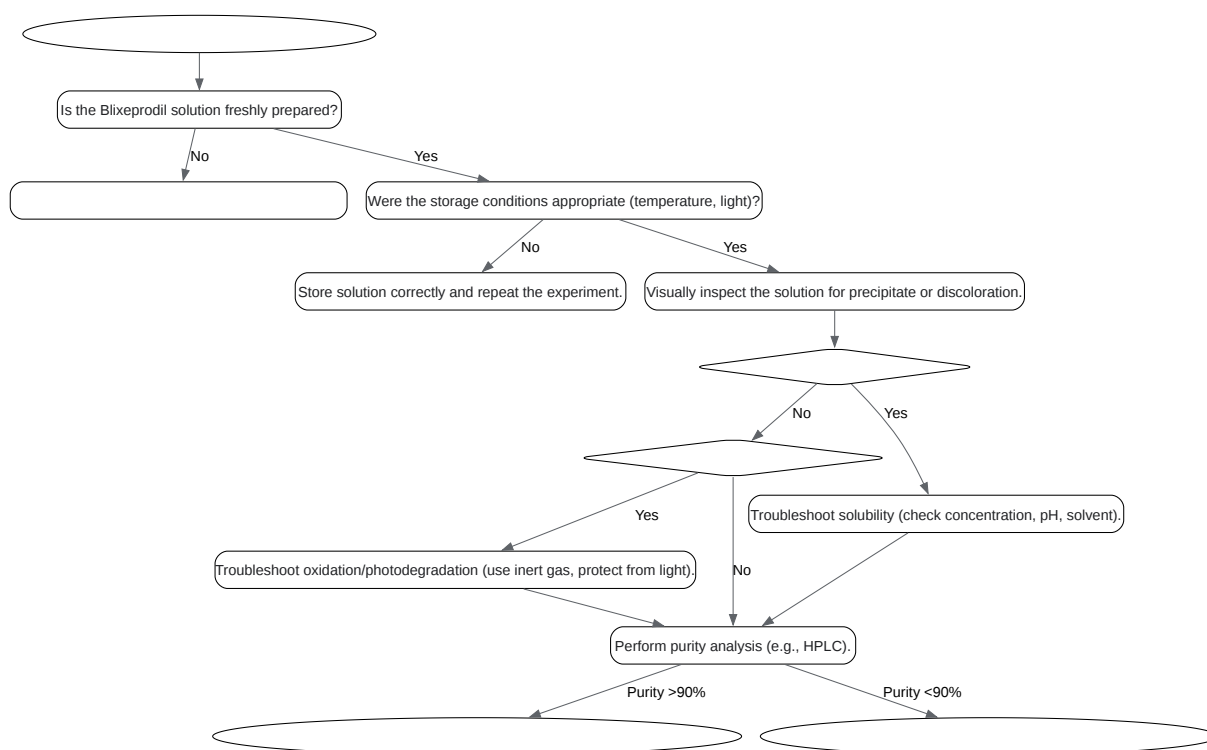 Is the Blixeprodil solution freshly prepared?
No
Yes
Were the storage conditions appropriate (temperature, light)?
No
Yes
Store solution correctly and repeat the experiment.
Visually inspect the solution for precipitate or discoloration.
No
Yes
Yes
Troubleshoot solubility (check concentration, pH, solvent).
Troubleshoot oxidation/photodegradation (use inert gas, protect from light).
No
Perform purity analysis (e.g., HPLC).
Purity >90%
Purity <90%